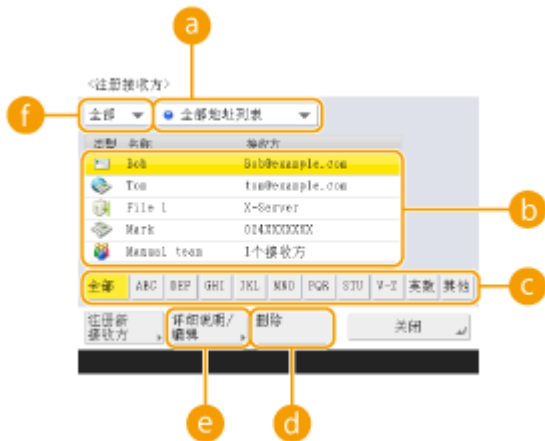 a
<注册接收方>
f
全部 全部地址列表
类型 名称 接收方
Bob Bob@example.com
Tom tom@example.com
b
File 1 X-Server
Mark 024XXXXXXX
Manual team 1个接收方
全部 ABC DEF GHI JKL MNO PQR STU V-Z 英数 其他
c
注册新接收方 详细说明/编辑 删除 关闭
e d